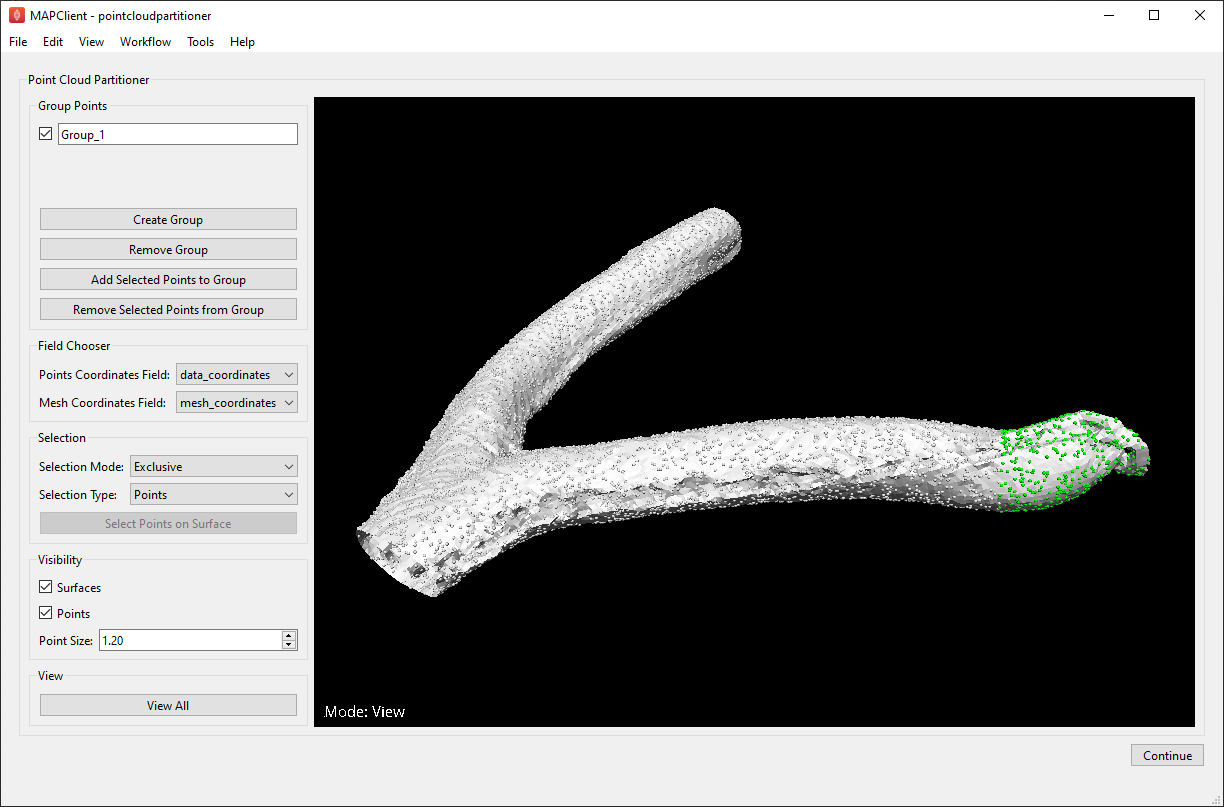 MAPClient - pointcloudpartitioner
File Edit View Workflow Tools Help
Point Cloud Partitioner
Group Points
Group_1
Create Group
Remove Group
Add Selected Points to Group
Remove Selected Points from Group
Field Chooser
Points Coordinates Field: data_coordinates
Mesh Coordinates Field: mesh_coordinates
Selection
Selection Mode: Exclusive
Selection Type: Points
Select Points on Surface
Visibility
Surfaces
Points
Point Size: 1.20
View
View All
Mode: View
Continue